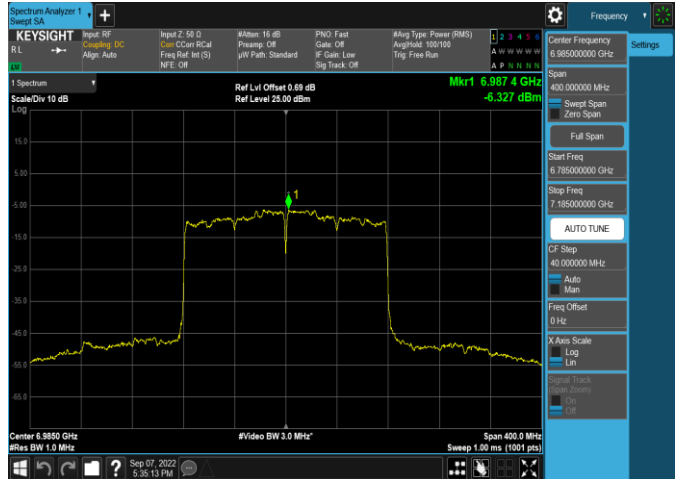 Spectrum Analyzer 1
Swept SA
Frequency
KEYSIGHT
RL
Input: RF
Coupling: DC
Align: Auto
Input Z: 50 Ω
Corr CCorr RCal
Freq Ref: Int (S)
NFE: Off
#Atten: 16 dB
Preamp: Off
µW Path: Standard
PNO: Fast
Gate: Off
IF Gain: Low
Sig Track: Off
#Avg Type: Power (RMS)
Avg|Hold: 100/100
Trig: Free Run
1 2 3 4 5 6
A W W W W W
A P N N N N
1 Spectrum
Scale/Div 10 dB
Ref Lvl Offset 0.69 dB
Ref Level 25.00 dBm
Mkr1 6.987 4 GHz
-6.327 dBm
Log
15.0
5.00
-5.00
-15.0
-25.0
-35.0
-45.0
-55.0
-65.0
1
Center 6.9850 GHz
#Res BW 1.0 MHz
#Video BW 3.0 MHz*
Span 400.0 MHz
Sweep 1.00 ms (1001 pts)
Sep 07, 2022
5:35:13 PM
Center Frequency
6.985000000 GHz
Span
400.000000 MHz
Swept Span
Zero Span
Full Span
Start Freq
6.785000000 GHz
Stop Freq
7.185000000 GHz
AUTO TUNE
CF Step
40.000000 MHz
Auto
Man
Freq Offset
0 Hz
X Axis Scale
Log
Lin
Signal Track
(Span Zoom)
On
Off
Settings